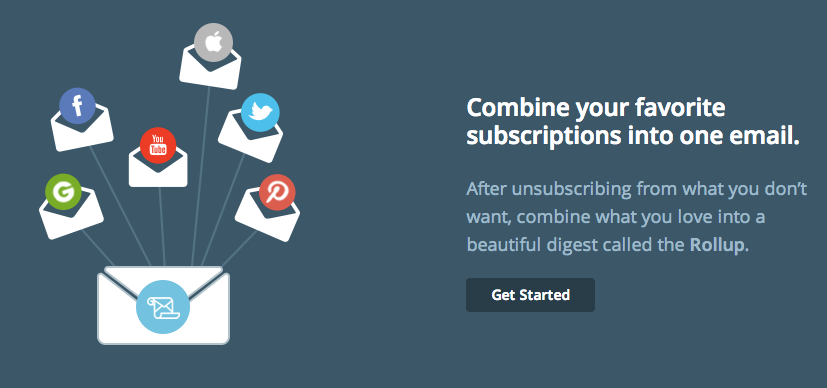 You
Tube
Combine your favorite
subscriptions into one email.
After unsubscribing from what you don't
want, combine what you love into a
beautiful digest called the Rollup.
Get Started